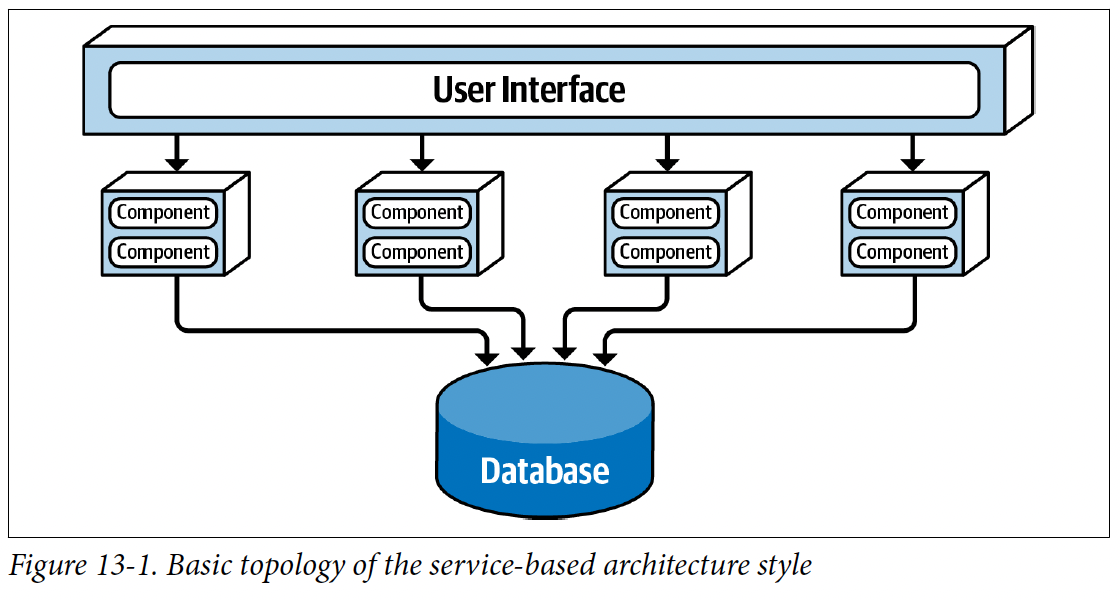 User Interface
Component Component Component Component
Component Component Component Component
Database
Figure 13-1. Basic topology of the service-based architecture style